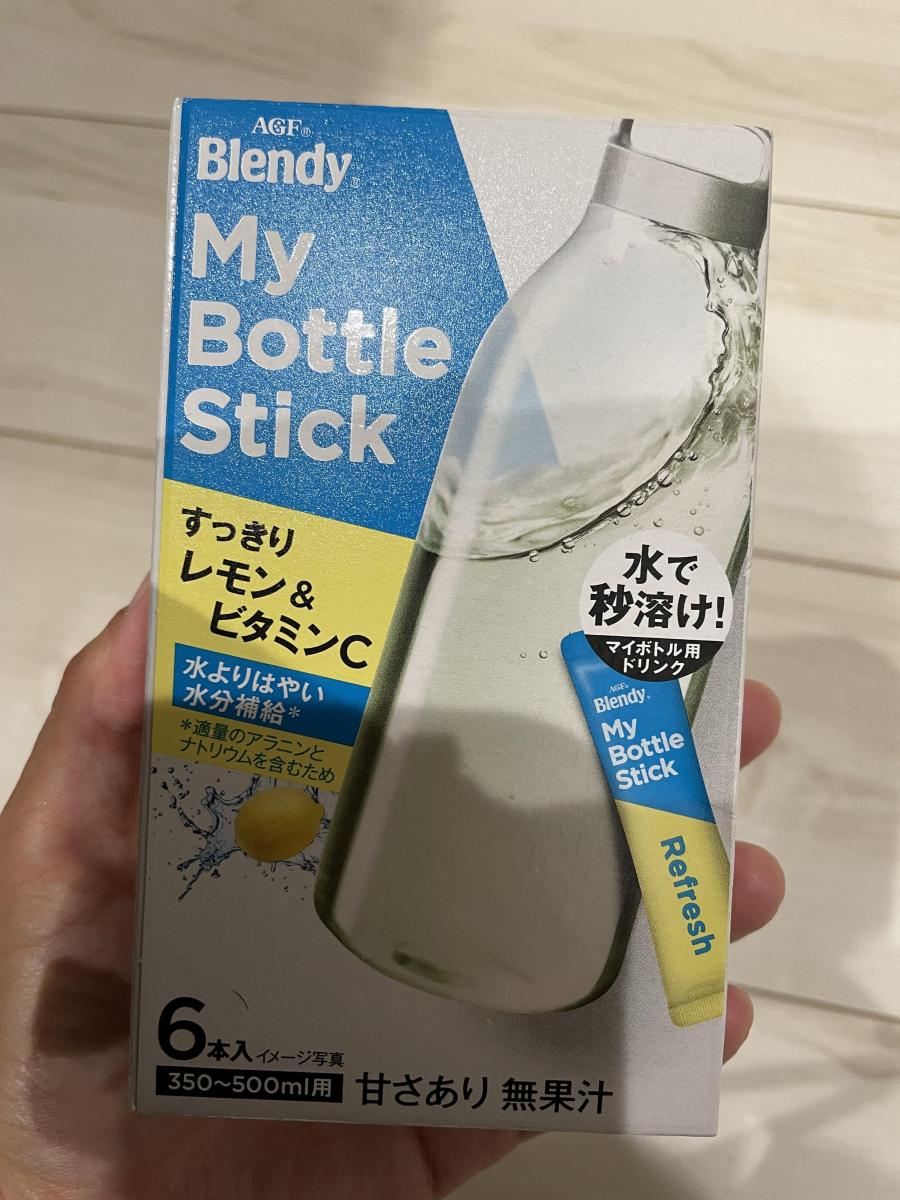 AGF®
Blendy®
My
Bottle
Stick
すっきり
レモン&
ビタミンC
水よりはやい
水分補給*
*適量のアラニンと
ナトリウムを含むため
水で
秒溶け!
マイボトル用
ドリンク
AGF®
Blendy®
My
Bottle
Stick
Refresh
6本入 イメージ写真
350〜500ml用 甘さあり 無果汁